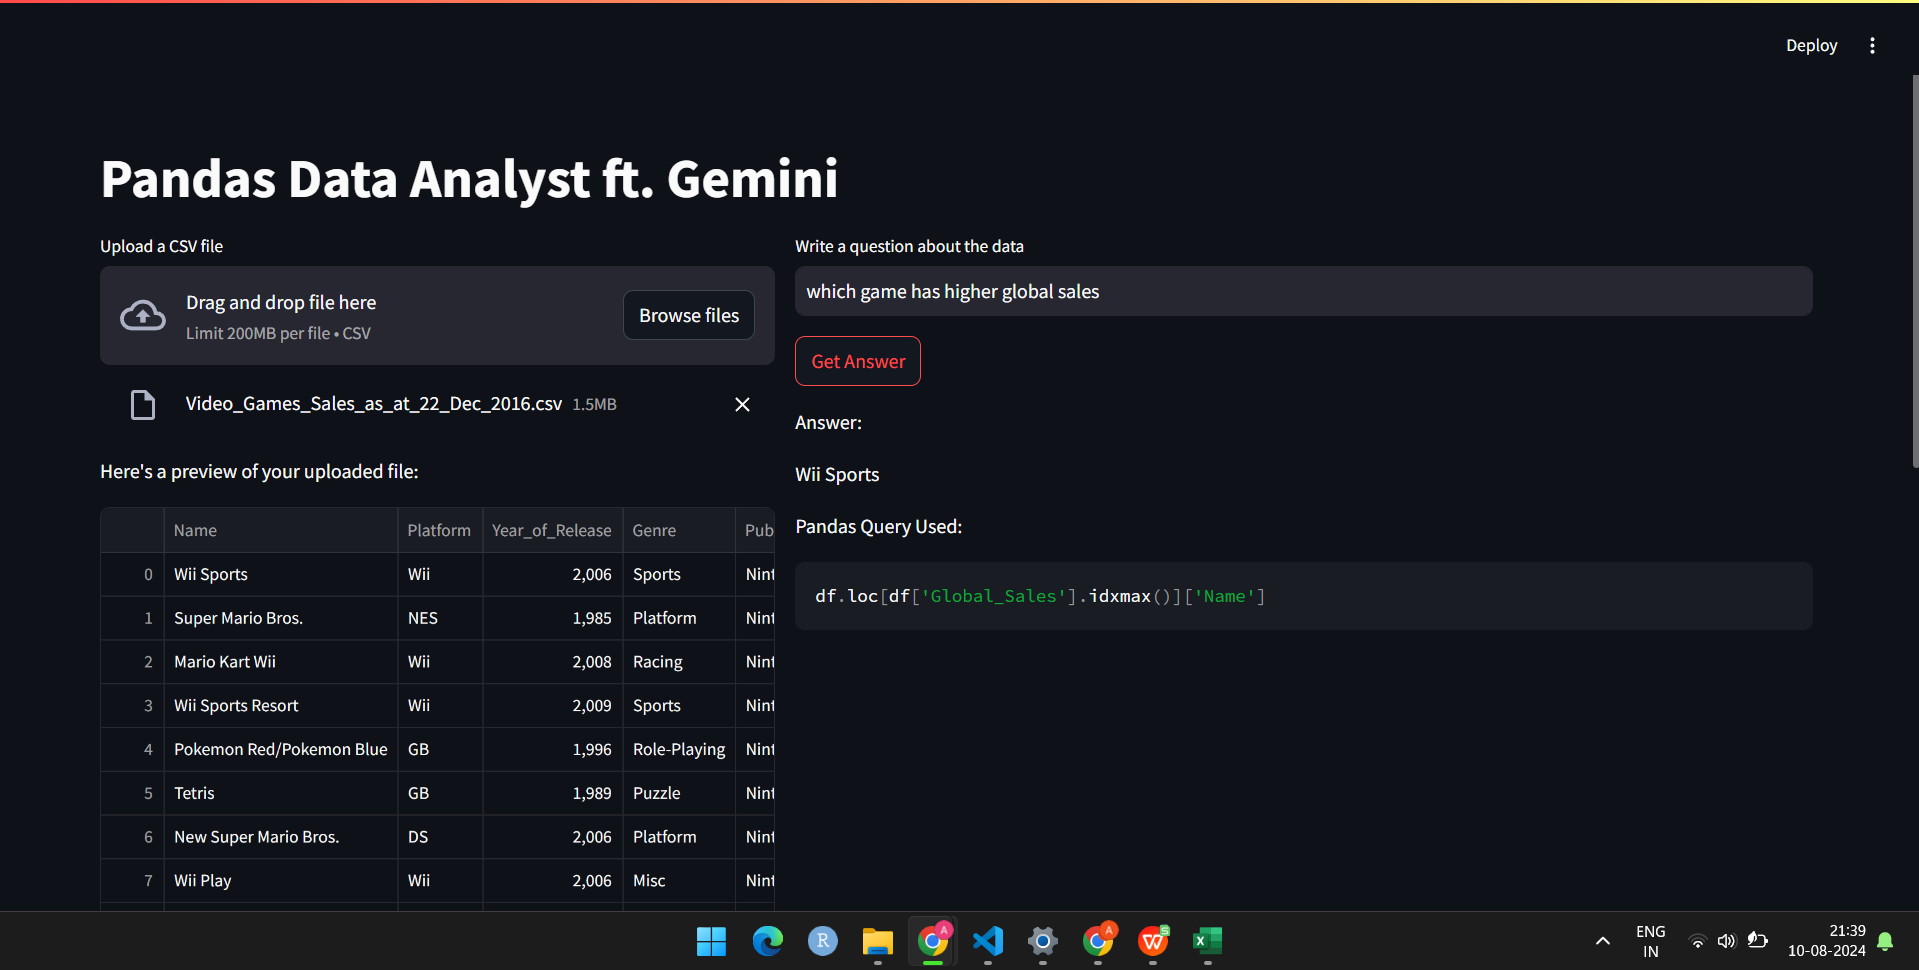 Deploy
Pandas Data Analyst ft. Gemini
Upload a CSV file
Drag and drop file here
Limit 200MB per file • CSV
Browse files
Video_Games_Sales_as_at_22_Dec_2016.csv 1.5MB
Here's a preview of your uploaded file:
Name Platform Year_of_Release Genre Pub
0 Wii Sports Wii 2,006 Sports Nint
1 Super Mario Bros. NES 1,985 Platform Nint
2 Mario Kart Wii Wii 2,008 Racing Nint
3 Wii Sports Resort Wii 2,009 Sports Nint
4 Pokemon Red/Pokemon Blue GB 1,996 Role-Playing Nint
5 Tetris GB 1,989 Puzzle Nint
6 New Super Mario Bros. DS 2,006 Platform Nint
7 Wii Play Wii 2,006 Misc Nint
Write a question about the data
which game has higher global sales
Get Answer
Answer:
Wii Sports
Pandas Query Used:
df.loc[df['Global_Sales'].idxmax()]['Name']
R
A
A
W
S
X
ENG
IN
21:39
10-08-2024